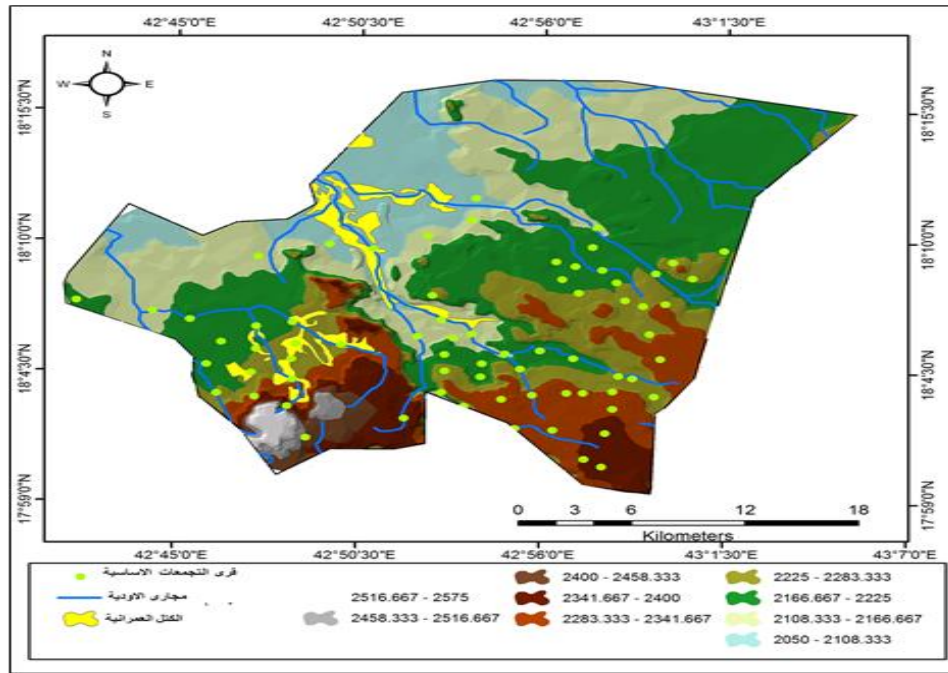 42°45'0"E 42°50'30"E 42°56'0"E 43°1'30"E
N
W E
S
18°15'30"N 18°15'30"N
18°10'0"N 18°10'0"N
18°4'30"N 18°4'30"N
17°59'0"N 17°59'0"N
0 3 6 12 18
Kilometers
42°45'0"E 42°50'30"E 42°56'0"E 43°1'30"E 43°7'0"E
قرى التجمعات الاساسية
مجارى الاودية
الكتل العمرانية
2516.667 - 2575
2458.333 - 2516.667
2400 - 2458.333
2341.667 - 2400
2283.333 - 2341.667
2225 - 2283.333
2166.667 - 2225
2108.333 - 2166.667
2050 - 2108.333